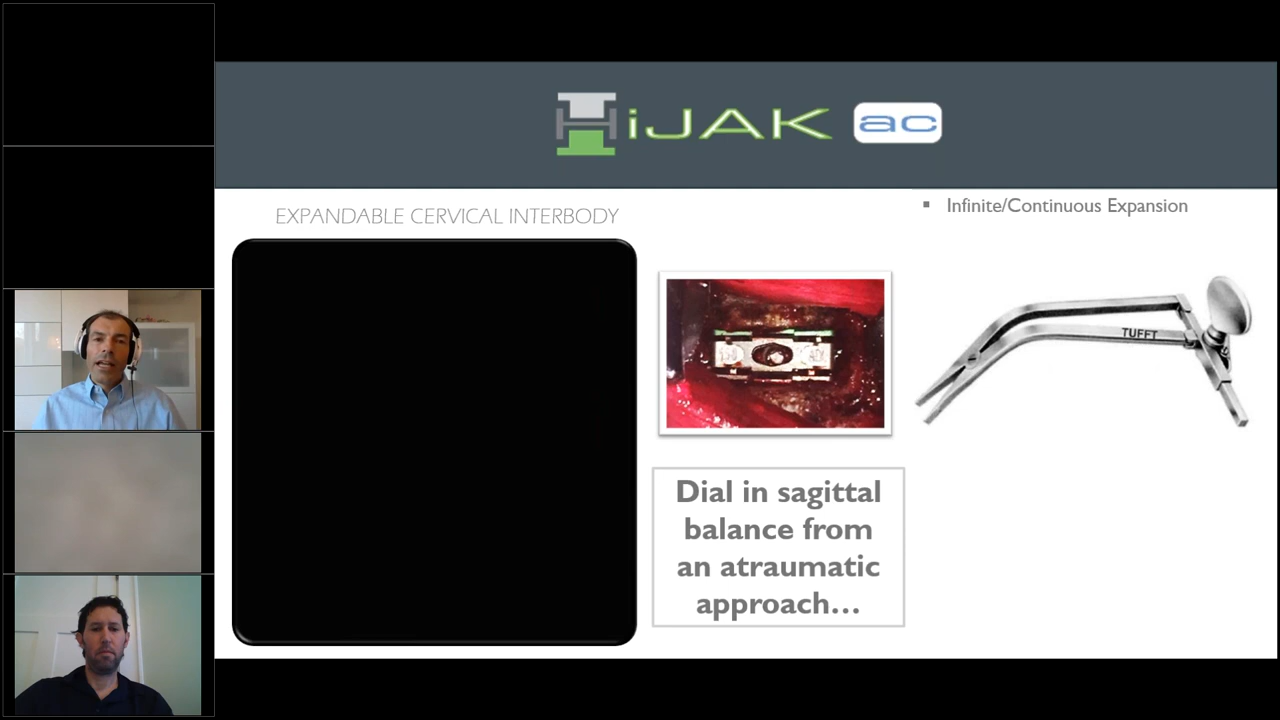 HiJAK ac
EXPANDABLE CERVICAL INTERBODY
▪ Infinite/Continuous Expansion
TUFFT
Dial in sagittal
balance from
an atraumatic
approach…